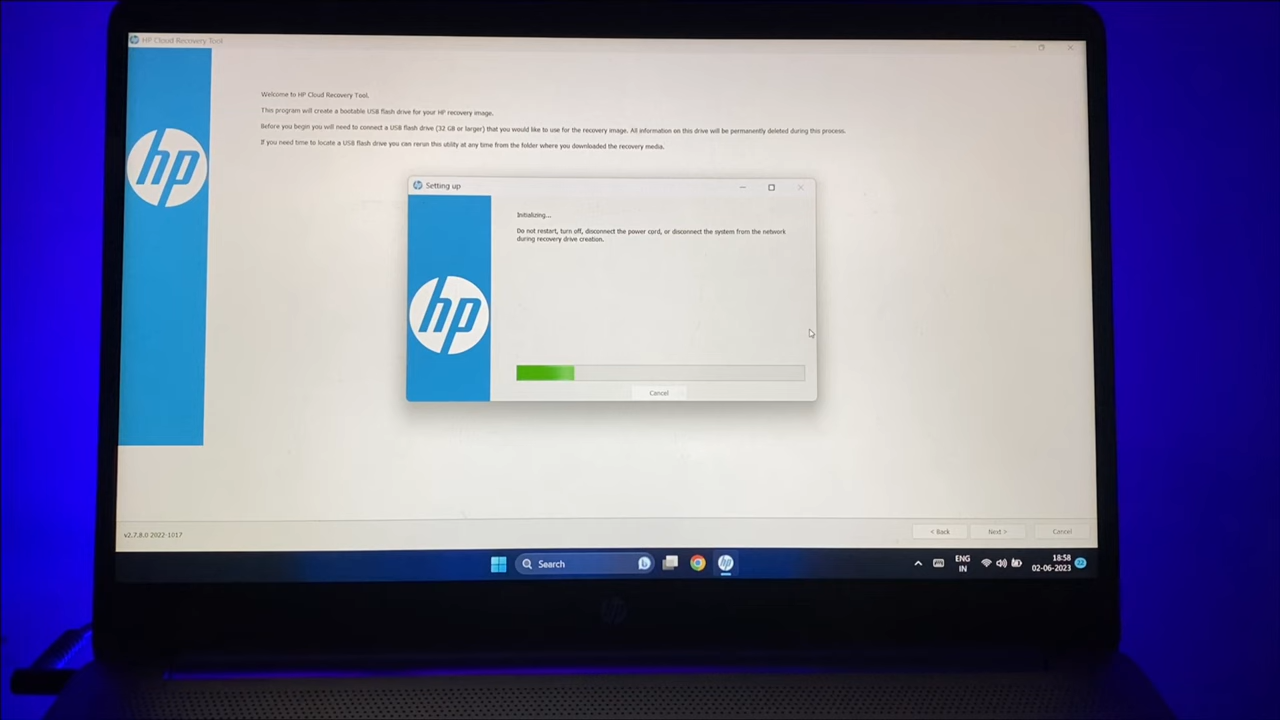 HP Cloud Recovery Tool
hp
Welcome to HP Cloud Recovery Tool.
This program will create a bootable USB flash drive for your HP recovery image.
Before you begin you will need to connect a USB flash drive (32 GB or larger) that you would like to use for the recovery image. All information on this drive will be permanently deleted during this process.
If you need time to locate a USB flash drive you can rerun this utility at any time from the folder where you downloaded the recovery media.
Setting up
hp
Initializing...
Do not restart, turn off, disconnect the power cord, or disconnect the system from the network
during recovery drive creation.
Cancel
v2.7.8.0 2022-1017
< Back
Next >
Cancel
Search
hp
ENG
IN
18:58
02-06-2023
22
hp